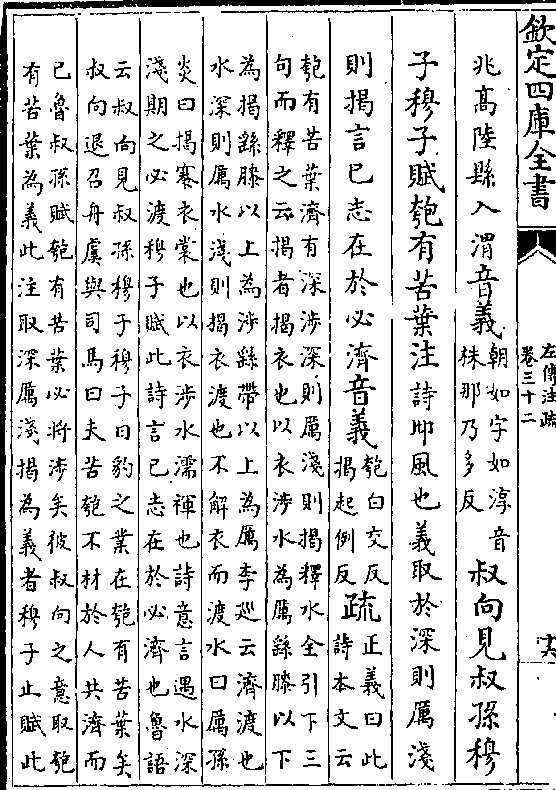 欽定四庫全書
左傳注疏
卷三十二
十六
兆高陸縣入渭音義朝如字如淳音株那乃多反叔向見叔孫穆
子穆子賦匏有苦葉注詩邶風也義取於深則厲淺
則揭言已志在於必濟音義匏白交反揭起例反疏正義曰此詩本文云
匏有苦葉濟有深涉深則厲淺則揭釋水全引下三
句而釋之云揭者揭衣也以衣涉水為厲繇膝以下
為揭繇膝以上為涉繇帶以上為厲李廵云濟渡也
水深則厲水淺則揭衣渡也不解衣而渡水曰厲孫
炎曰揭褰衣裳也以衣涉水濡褌也詩意言遇水深
淺期之必渡穆子賦此詩言已志在於必濟也魯語
云叔向見叔孫穆子穆子曰豹之業在匏有苦葉矣
叔向退召舟虞與司馬曰夫苦匏不材於人共濟而
已魯叔孫賦匏有苦葉必將涉矣彼叔向之意取匏
有苦葉為義此注取深厲淺揭為義者穆子止賦此